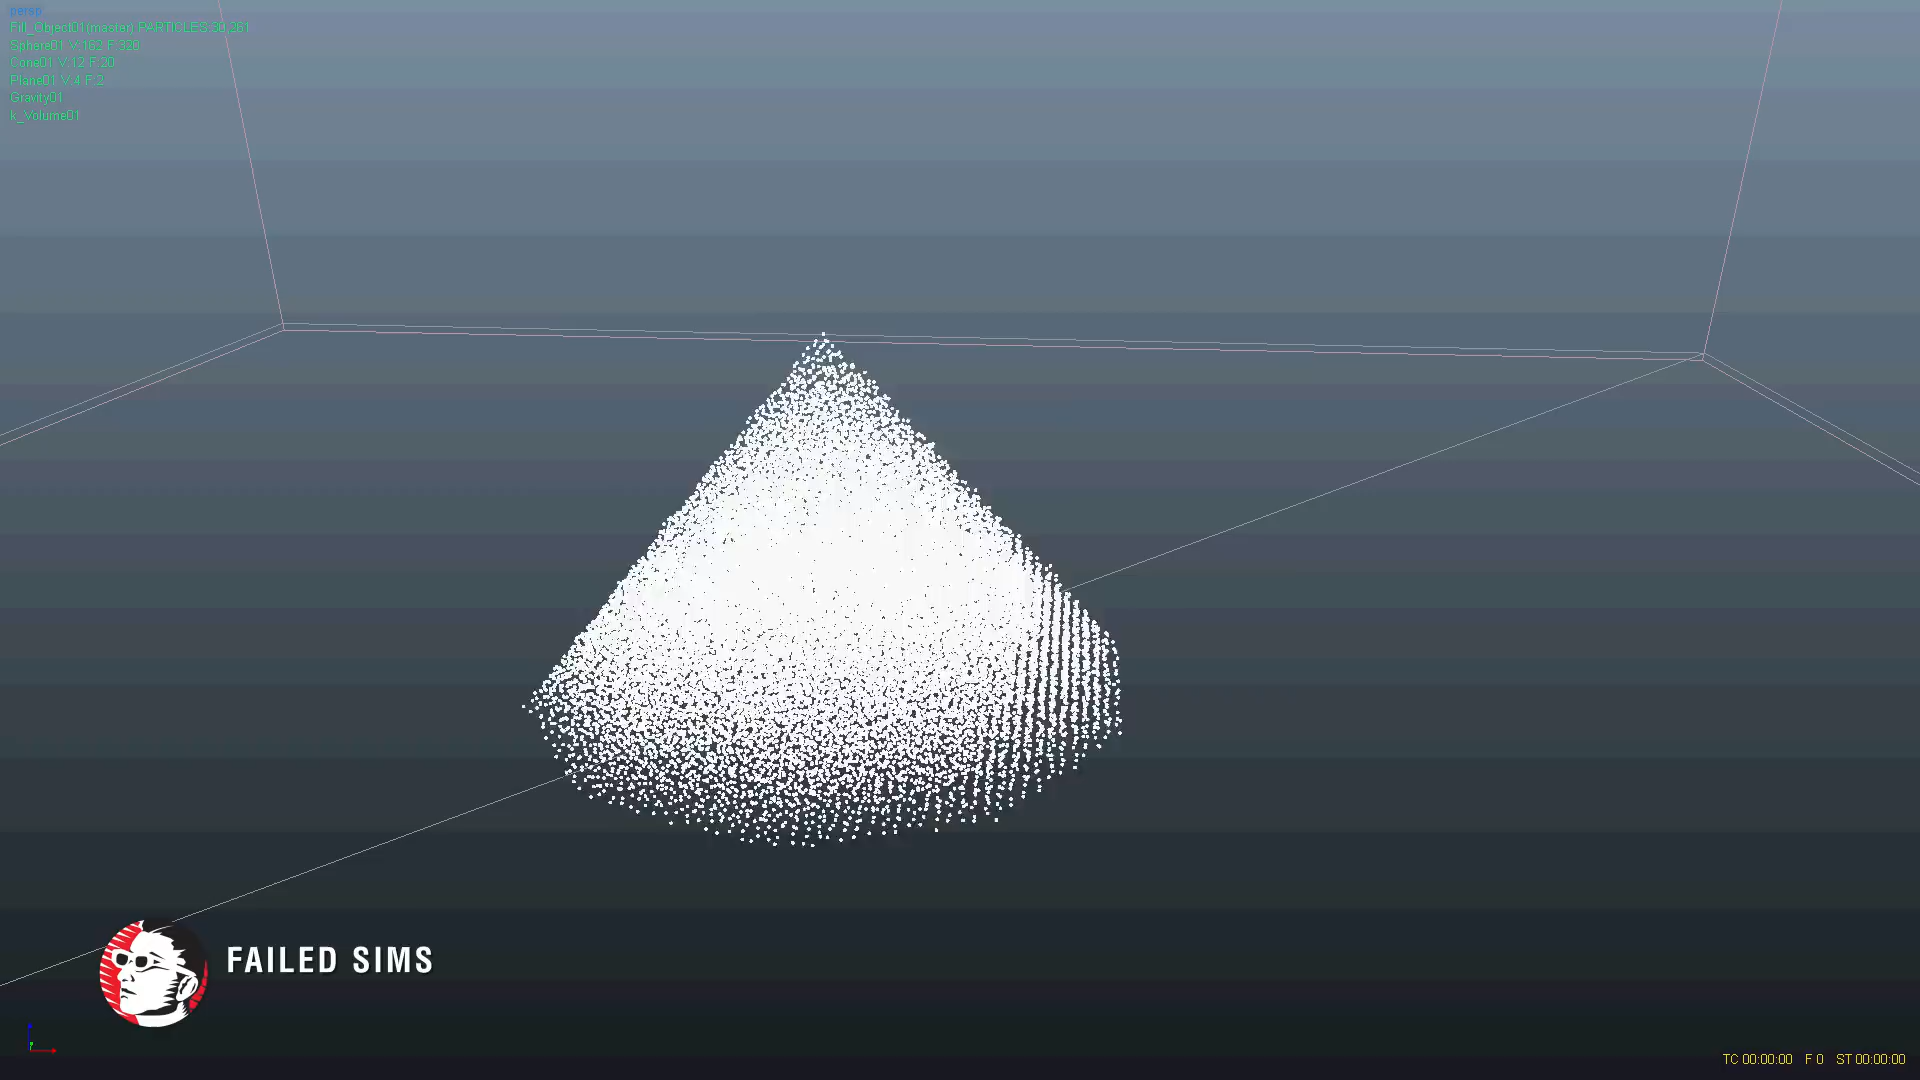 persp
Fill_Object01(master) PARTICLES:30,261
Sphere01 V:162 F:320
Cone01 V:12 F:20
Plane01 V:4 F:2
Gravity01
k_Volume01
FAILED SIMS
TC 00:00:00 F 0 ST 00:00:00